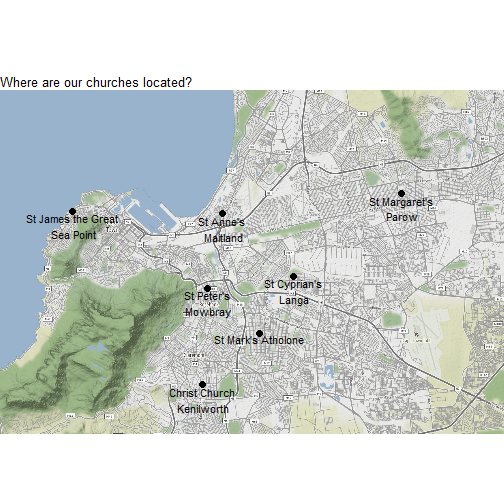 Where are our churches located?
St Margaret's
Parow
St James the Great
Sea Point
St Anne's
Maitland
St Cyprian's
Langa
St Peter's
Mowbray
St Mark's Atholone
Christ Church
Kenilworth